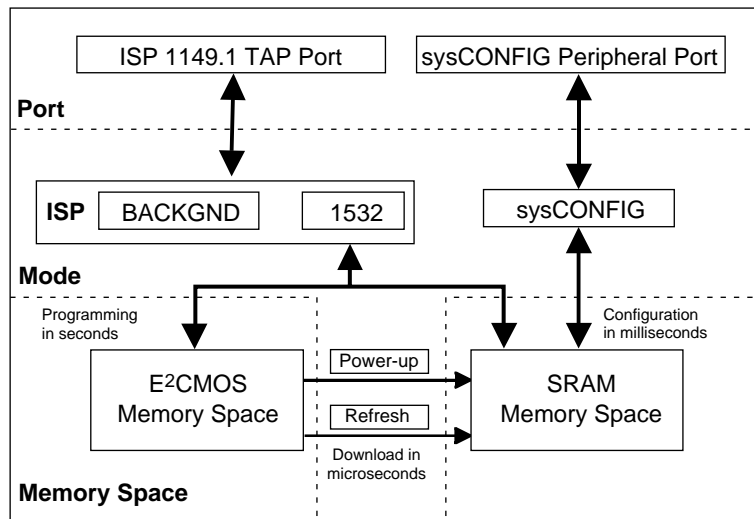 ISP 1149.1 TAP Port
sysCONFIG Peripheral Port
Port
ISP
BACKGND
1532
sysCONFIG
Mode
Programming
in seconds
Configuration
in milliseconds
E2CMOS
Memory Space
Power-up
Refresh
Download in
microseconds
SRAM
Memory Space
Memory Space